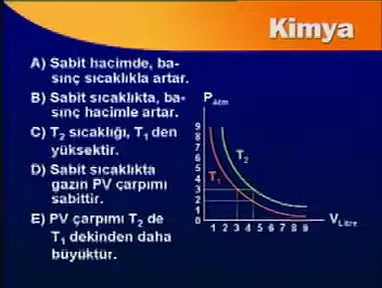 Kimya
A) Sabit hacimde, ba-
sınç sıcaklıkla artar.
B) Sabit sıcaklıkta, ba-
sınç hacimle artar.
C) T2 sıcaklığı, T1 den
yüksektir.
D) Sabit sıcaklıkta
gazın PV çarpımı
sabittir.
E) PV çarpımı T2 de
T1 dekinden daha
büyüktür.
P Atm
9
8
7
6
5
4
3
2
1
0
T2
T1
1 2 3 4 5 6 7 8 9
V Litre